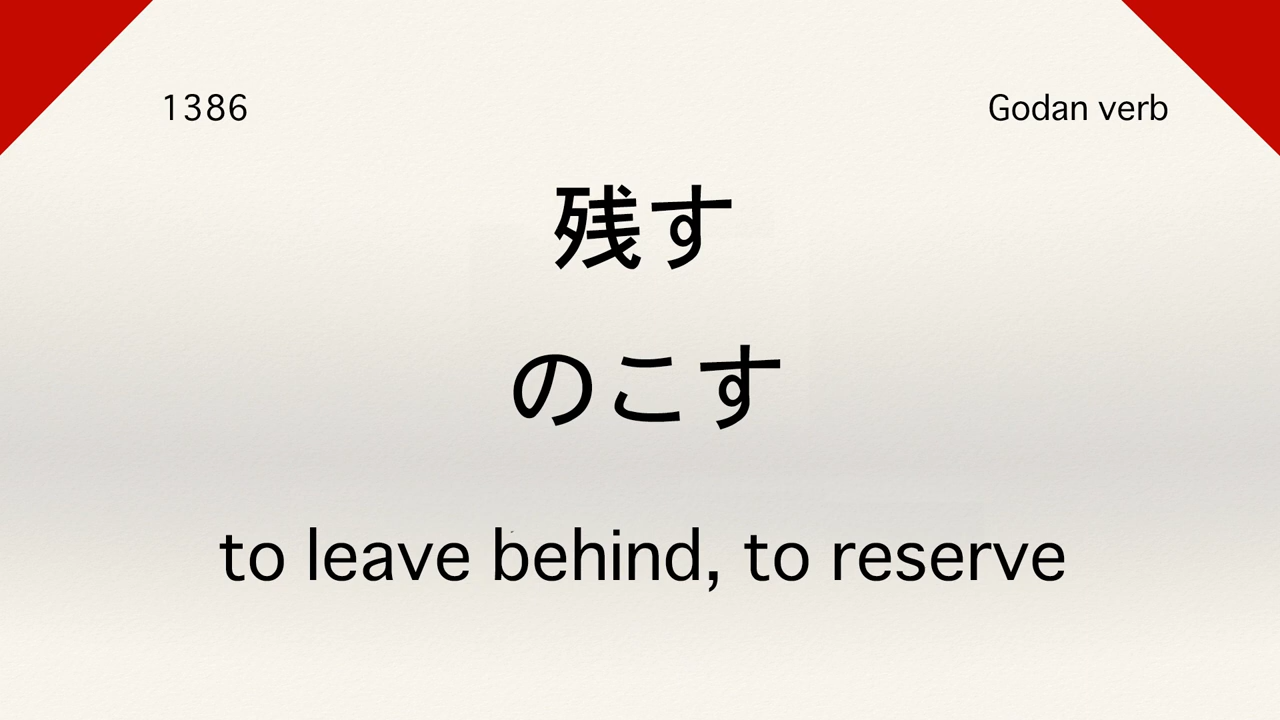 1386
Godan verb
残す
のこす
to leave behind, to reserve